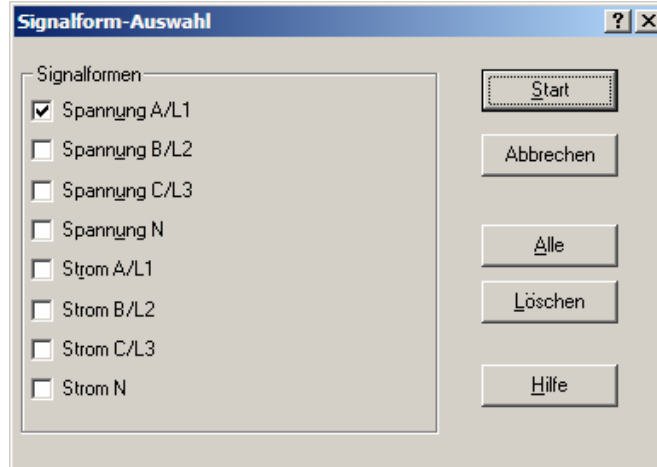 Signalform-Auswahl
Signalformen
Spannung A/L1
Spannung B/L2
Spannung C/L3
Spannung N
Strom A/L1
Strom B/L2
Strom C/L3
Strom N
Start
Abbrechen
Alle
Löschen
Hilfe